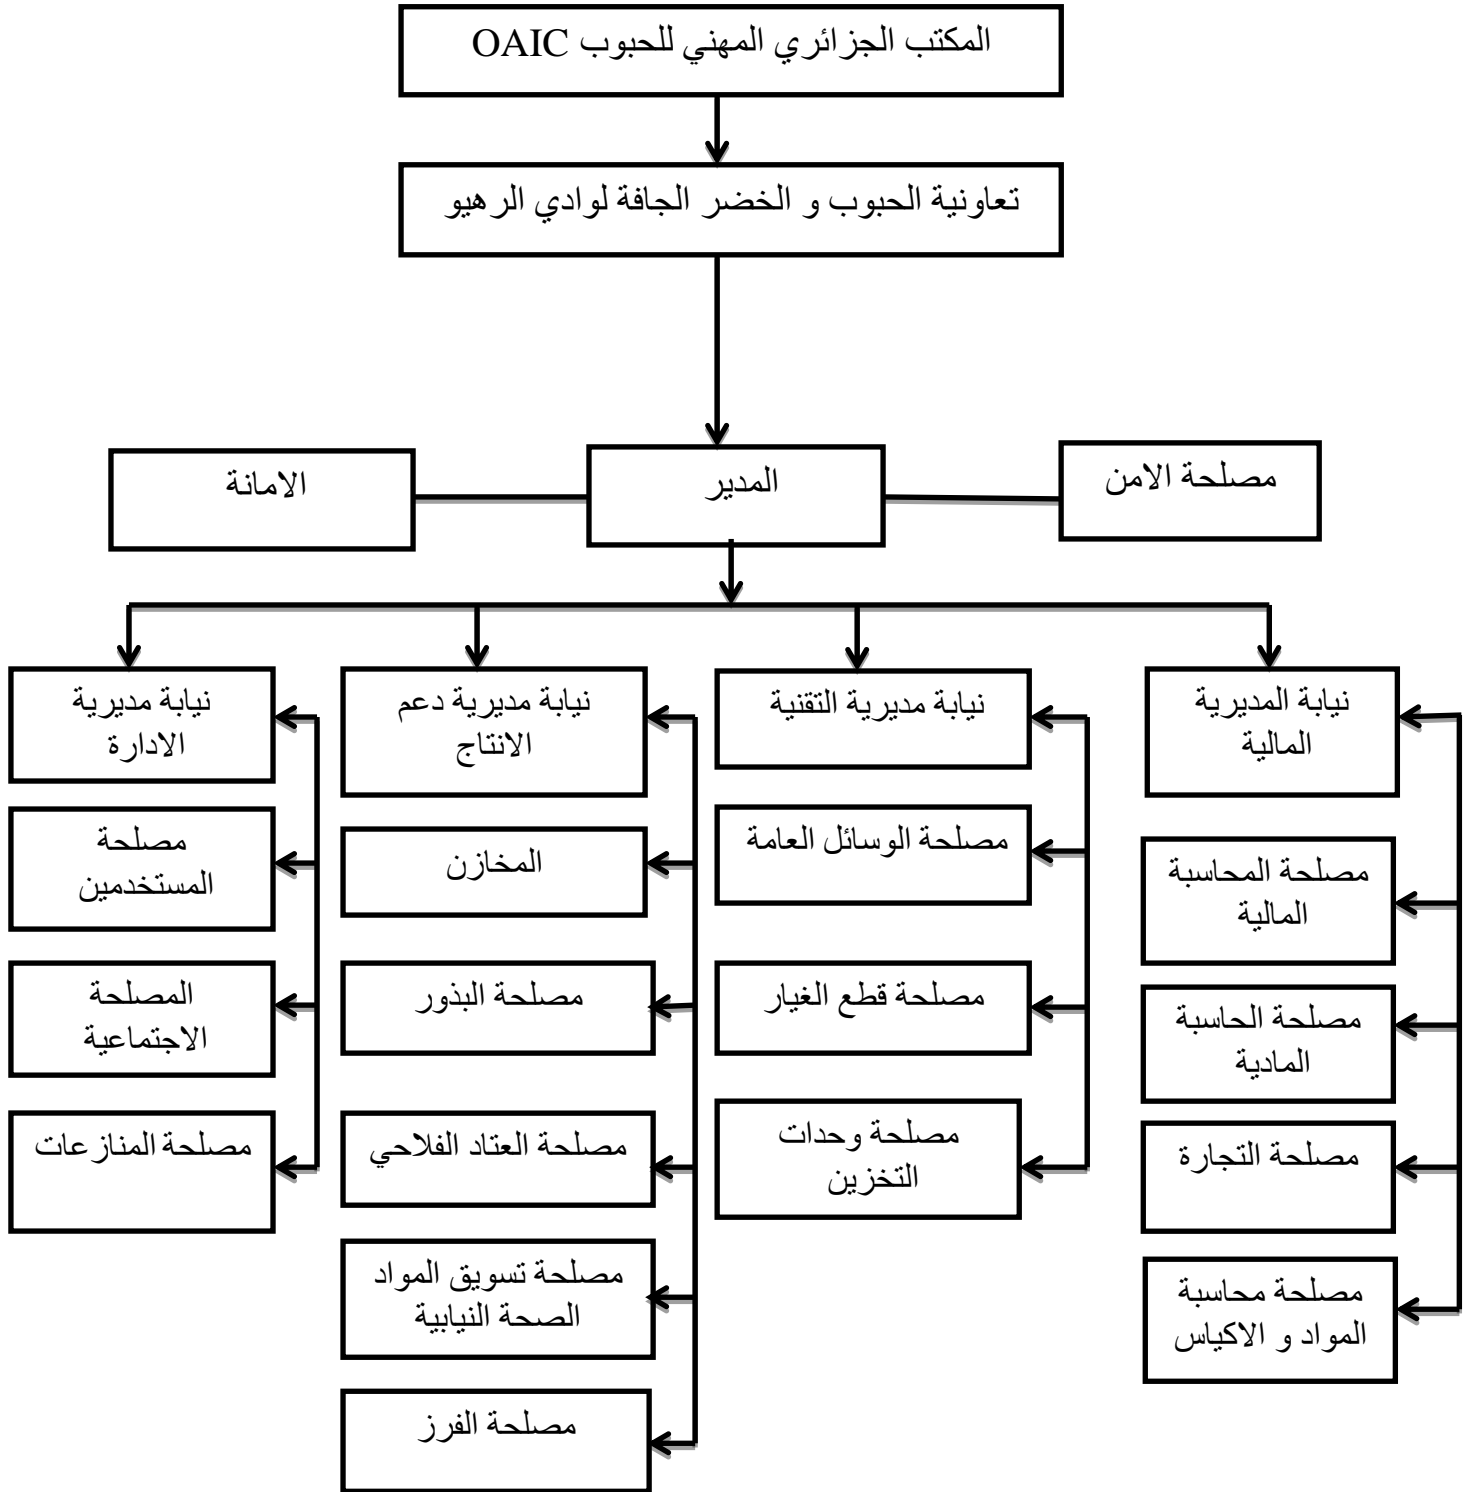 المكتب الجزائري المهني للحبوب OAIC
تعاونية الحبوب و الخضر الجافة لوادي الرهيو
مصلحة الامن
المدير
الامانة
نيابة المديرية
المالية
مصلحة المحاسبة
المالية
مصلحة الحاسبة
المادية
مصلحة التجارة
مصلحة محاسبة
المواد و الاكياس
نيابة مديرية التقنية
مصلحة الوسائل العامة
مصلحة قطع الغيار
مصلحة وحدات
التخزين
نيابة مديرية دعم
الانتاج
المخازن
مصلحة البذور
مصلحة العتاد الفلاحي
مصلحة تسويق المواد
الصحة النيابية
مصلحة الفرز
نيابة مديرية
الادارة
مصلحة
المستخدمين
المصلحة
الاجتماعية
مصلحة المنازعات